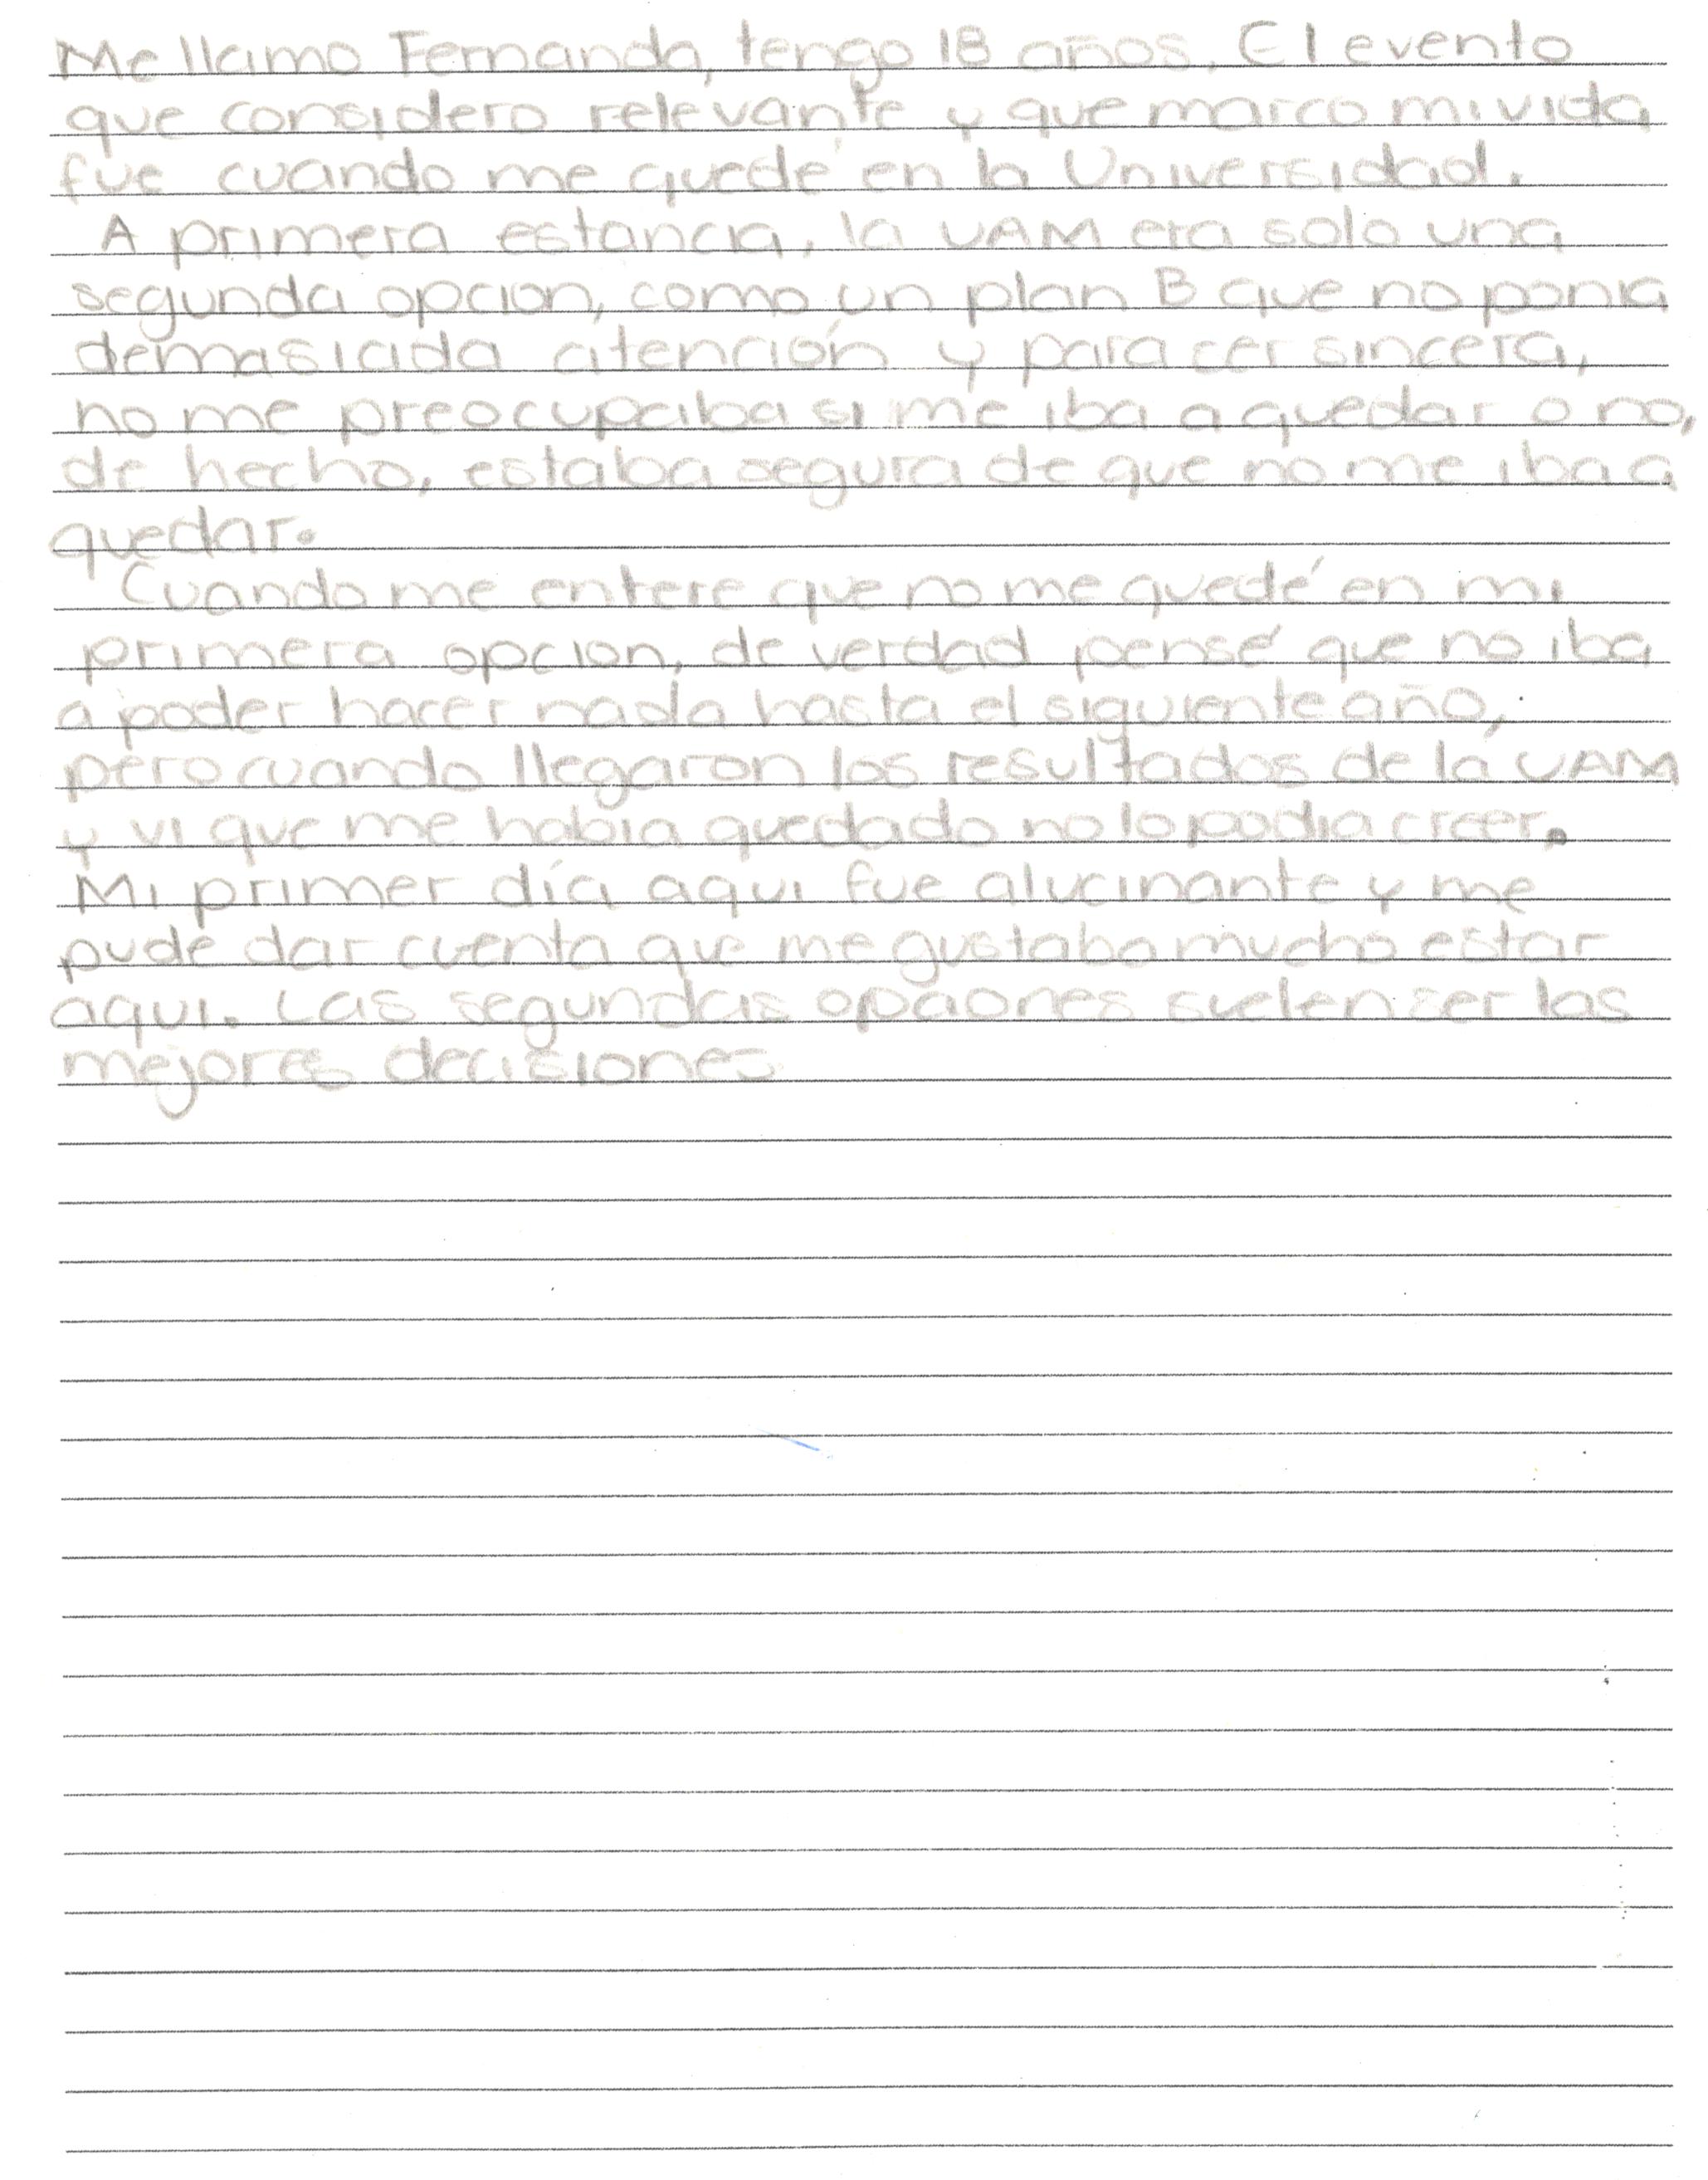 Me llamo Fernanda, tengo 18 años. El evento
que considero relevante y que marco mi vida
fue cuando me quedé en la Universidad.
A primera estancia, la UAM era solo una
segunda opcion, como un plan B que no ponia
demasiada atención y para cer sincera,
no me preocupaba si me iba a quedar o no,
de hecho, estaba segura de que no me iba a
quedar.
Cuando me entere que no me quedé en mi
primera opcion, de verdad pensé que no iba
a poder hacer nada hasta el siguiente año,
pero cuando llegaron los resultados de la UAM
y vi que me habia quedado no lo podia creer.
Mi primer día aqui fue alucinante y me
pude dar cuenta que me gustaba mucho estar
aqui. Las segundas opciones suelen ser las
mejores decisiones